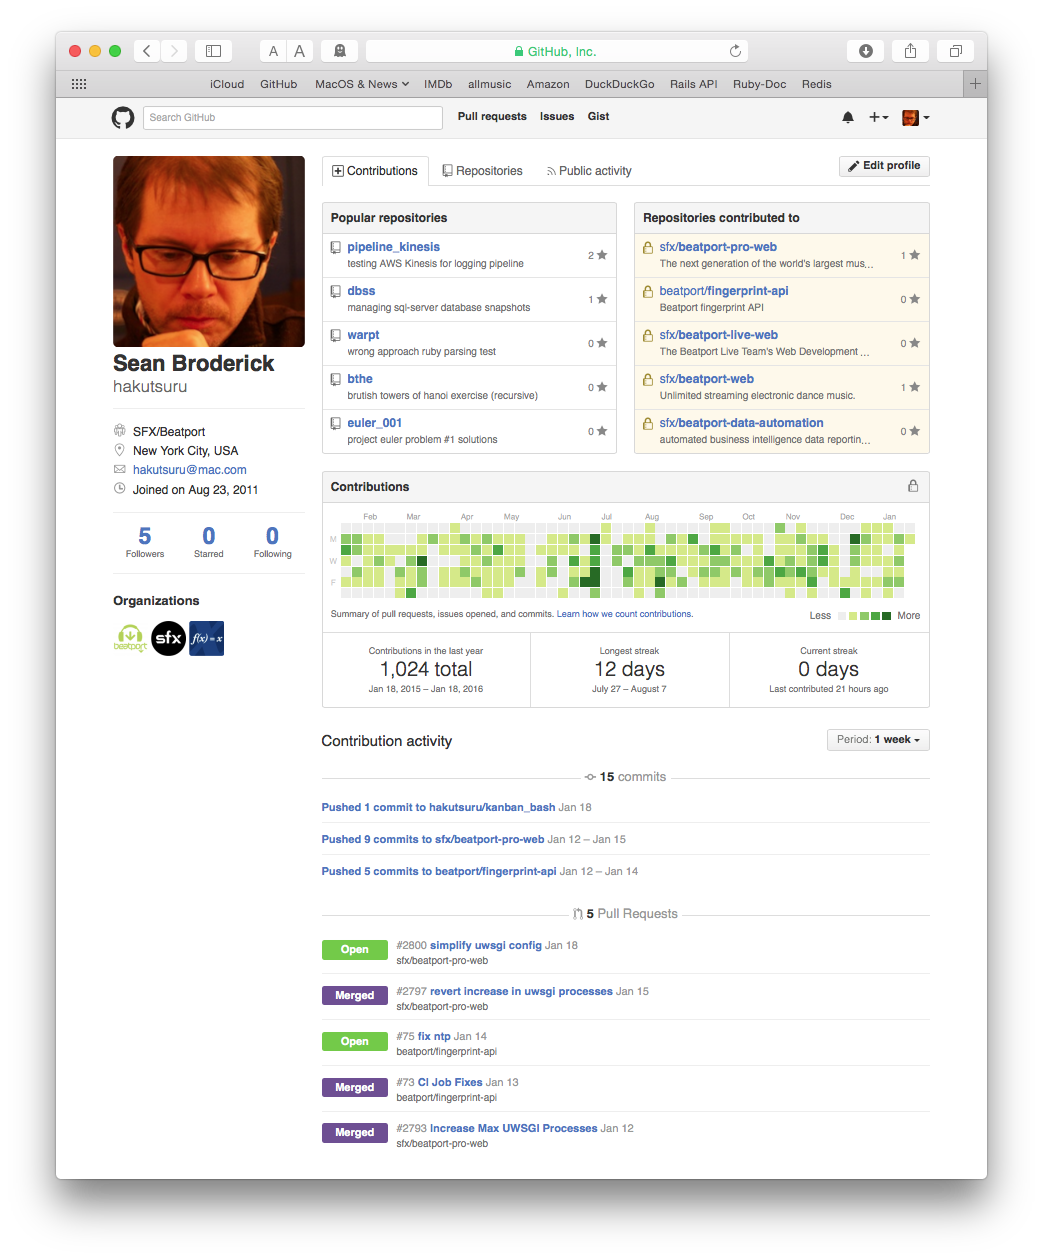 A A
GitHub, Inc.
iCloud GitHub MacOS & News IMDb allmusic Amazon DuckDuckGo Rails API Ruby-Doc Redis
Search GitHub
Pull requests Issues Gist
Contributions Repositories Public activity
Edit profile
Sean Broderick
hakutsuru
SFX/Beatport
New York City, USA
hakutsuru@mac.com
Joined on Aug 23, 2011
5 0 0
Followers Starred Following
Organizations
beatport sfx f(x) = x
Popular repositories
pipeline_kinesis
testing AWS Kinesis for logging pipeline
2
dbss
managing sql-server database snapshots
1
warpt
wrong approach ruby parsing test
0
bthe
brutish towers of hanoi exercise (recursive)
0
euler_001
project euler problem #1 solutions
0
Repositories contributed to
sfx/beatport-pro-web
The next generation of the world's largest mus...
1
beatport/fingerprint-api
Beatport fingerprint API
0
sfx/beatport-live-web
The Beatport Live Team's Web Development ...
0
sfx/beatport-web
Unlimited streaming electronic dance music.
1
sfx/beatport-data-automation
automated business intelligence data reportin...
0
Contributions
Feb Mar Apr May Jun Jul Aug Sep Oct Nov Dec Jan
M
W
F
Summary of pull requests, issues opened, and commits. Learn how we count contributions.
Less More
Contributions in the last year
1,024 total
Jan 18, 2015 – Jan 18, 2016
Longest streak
12 days
July 27 – August 7
Current streak
0 days
Last contributed 21 hours ago
Contribution activity
Period: 1 week
15 commits
Pushed 1 commit to hakutsuru/kanban_bash Jan 18
Pushed 9 commits to sfx/beatport-pro-web Jan 12 – Jan 15
Pushed 5 commits to beatport/fingerprint-api Jan 12 – Jan 14
5 Pull Requests
Open
#2800 simplify uwsgi config Jan 18
sfx/beatport-pro-web
Merged
#2797 revert increase in uwsgi processes Jan 15
sfx/beatport-pro-web
Open
#75 fix ntp Jan 14
beatport/fingerprint-api
Merged
#73 CI Job Fixes Jan 13
beatport/fingerprint-api
Merged
#2793 Increase Max UWSGI Processes Jan 12
sfx/beatport-pro-web